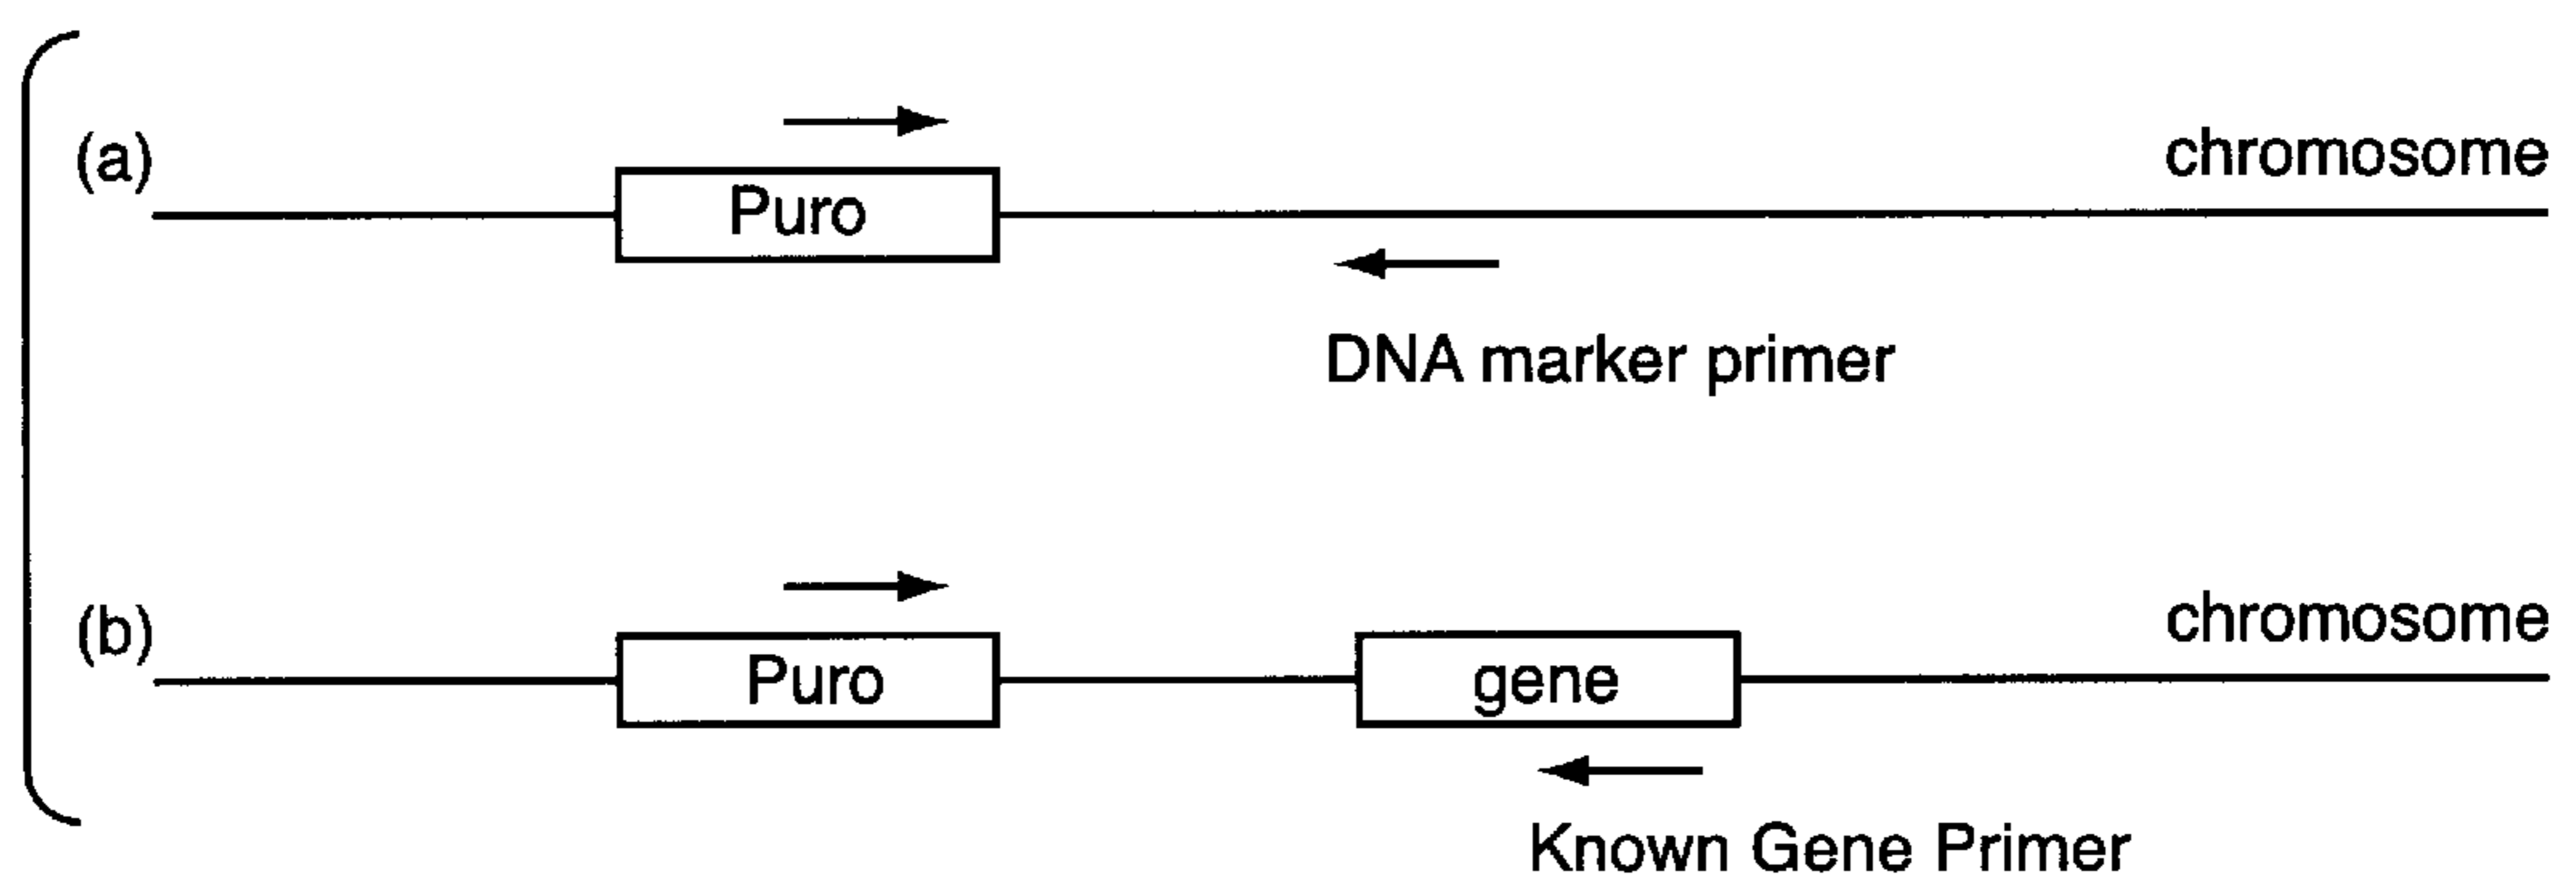 (a)
chromosome
Puro
DNA marker primer
(b)
chromosome
Puro
gene
Known Gene Primer